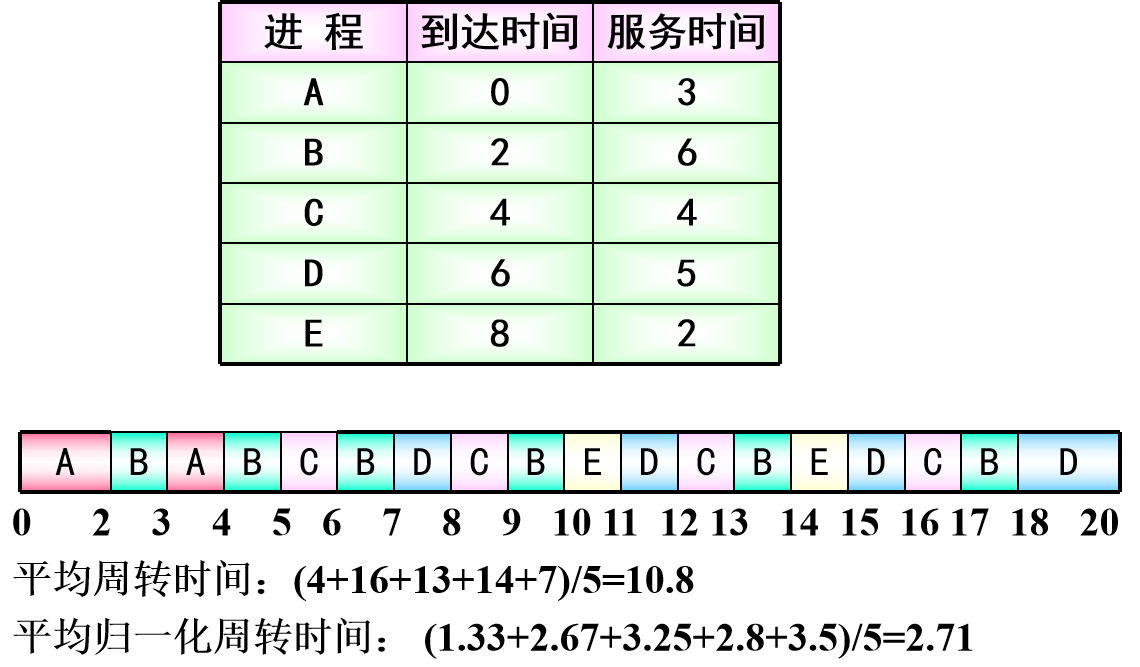 进 程 到达时间 服务时间
A 0 3
B 2 6
C 4 4
D 6 5
E 8 2
A B A B C B D C B E D C B E D C B D
0 2 3 4 5 6 7 8 9 10 11 12 13 14 15 16 17 18 20
平均周转时间：(4+16+13+14+7)/5=10.8
平均归一化周转时间： (1.33+2.67+3.25+2.8+3.5)/5=2.71